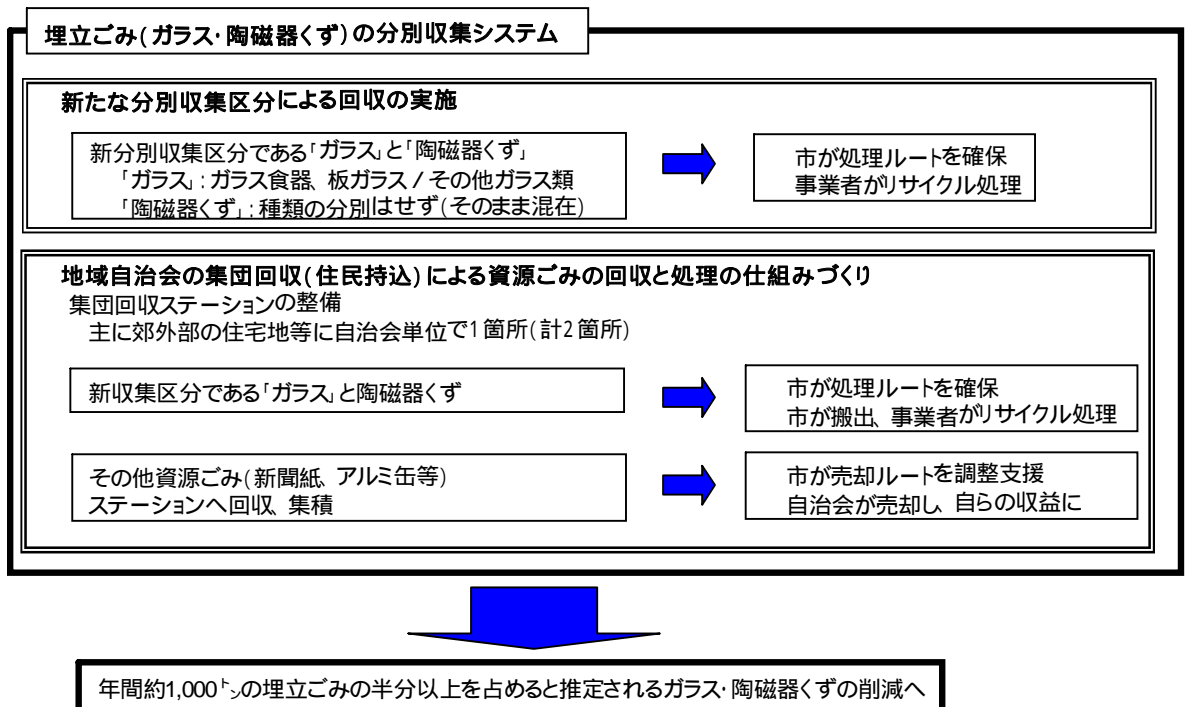 埋立ごみ(ガラス・陶磁器くず)の分別収集システム
新たな分別収集区分による回収の実施
新分別収集区分である「ガラス」と「陶磁器くず」
「ガラス」:ガラス食器、板ガラス/その他ガラス類
「陶磁器くず」:種類の分別はせず(そのまま混在)
市が処理ルートを確保
事業者がリサイクル処理
地域自治会の集団回収(住民持込)による資源ごみの回収と処理の仕組みづくり
集団回収ステーションの整備
主に郊外部の住宅地等に自治会単位で1箇所(計2箇所)
新収集区分である「ガラス」と陶磁器くず
市が処理ルートを確保
市が搬出、事業者がリサイクル処理
その他資源ごみ(新聞紙、アルミ缶等)
ステーションへ回収、集積
市が売却ルートを調整支援
自治会が売却し、自らの収益に
年間約1,000㌧の埋立ごみの半分以上を占めると推定されるガラス・陶磁器くずの削減へ